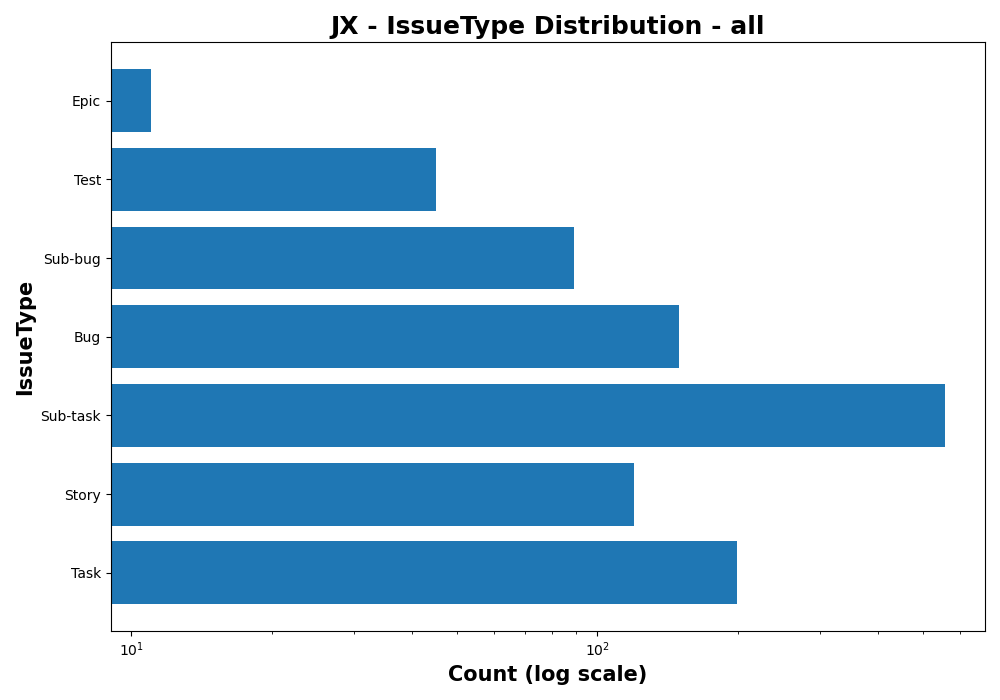 JX - IssueType Distribution - all
IssueType
Epic
Test
Sub-bug
Bug
Sub-task
Story
Task
10¹ 10²
Count (log scale)